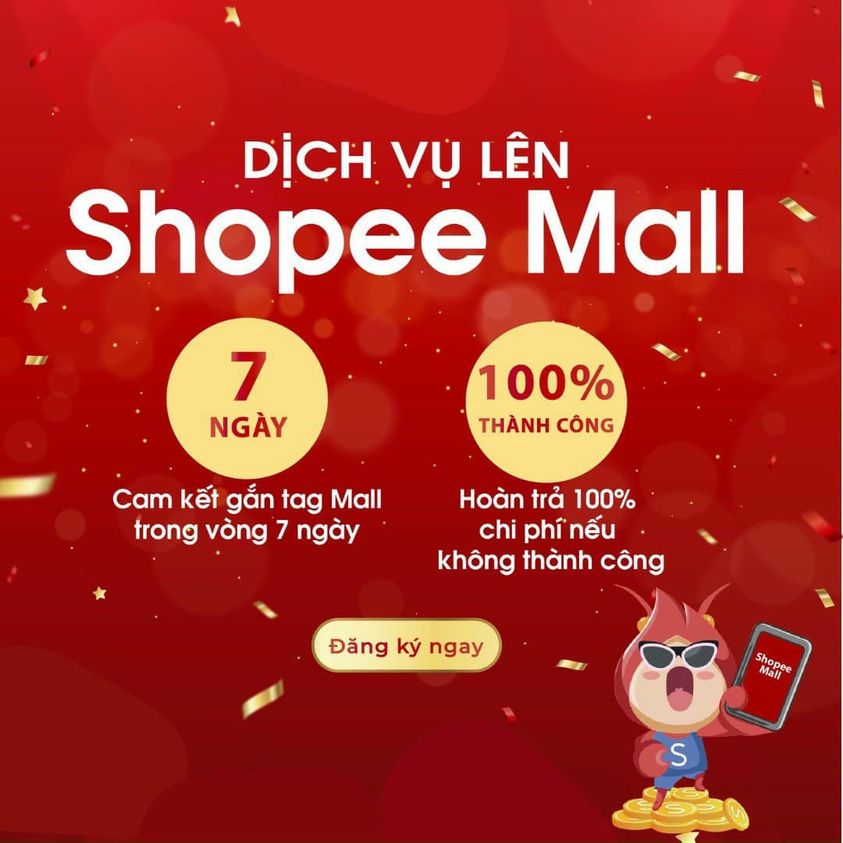 DỊCH VỤ LÊN
Shopee Mall
7
NGÀY
Cam kết gắn tag Mall
trong vòng 7 ngày
100%
THÀNH CÔNG
Hoàn trả 100%
chi phí nếu
không thành công
Đăng ký ngay
Shopee
Mall
S